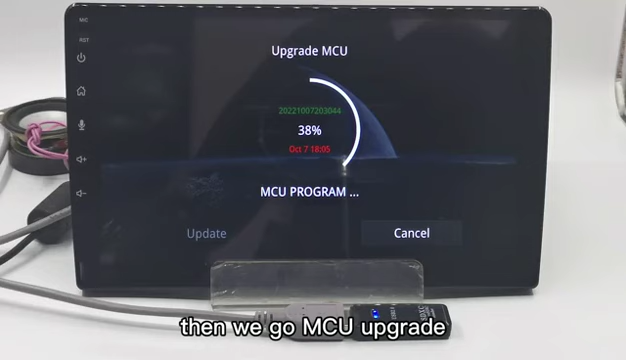 MIC
RST
Upgrade MCU
20221007203044
38%
Oct 7 18:05
MCU PROGRAM ...
Update
Cancel
then we go MCU upgrade